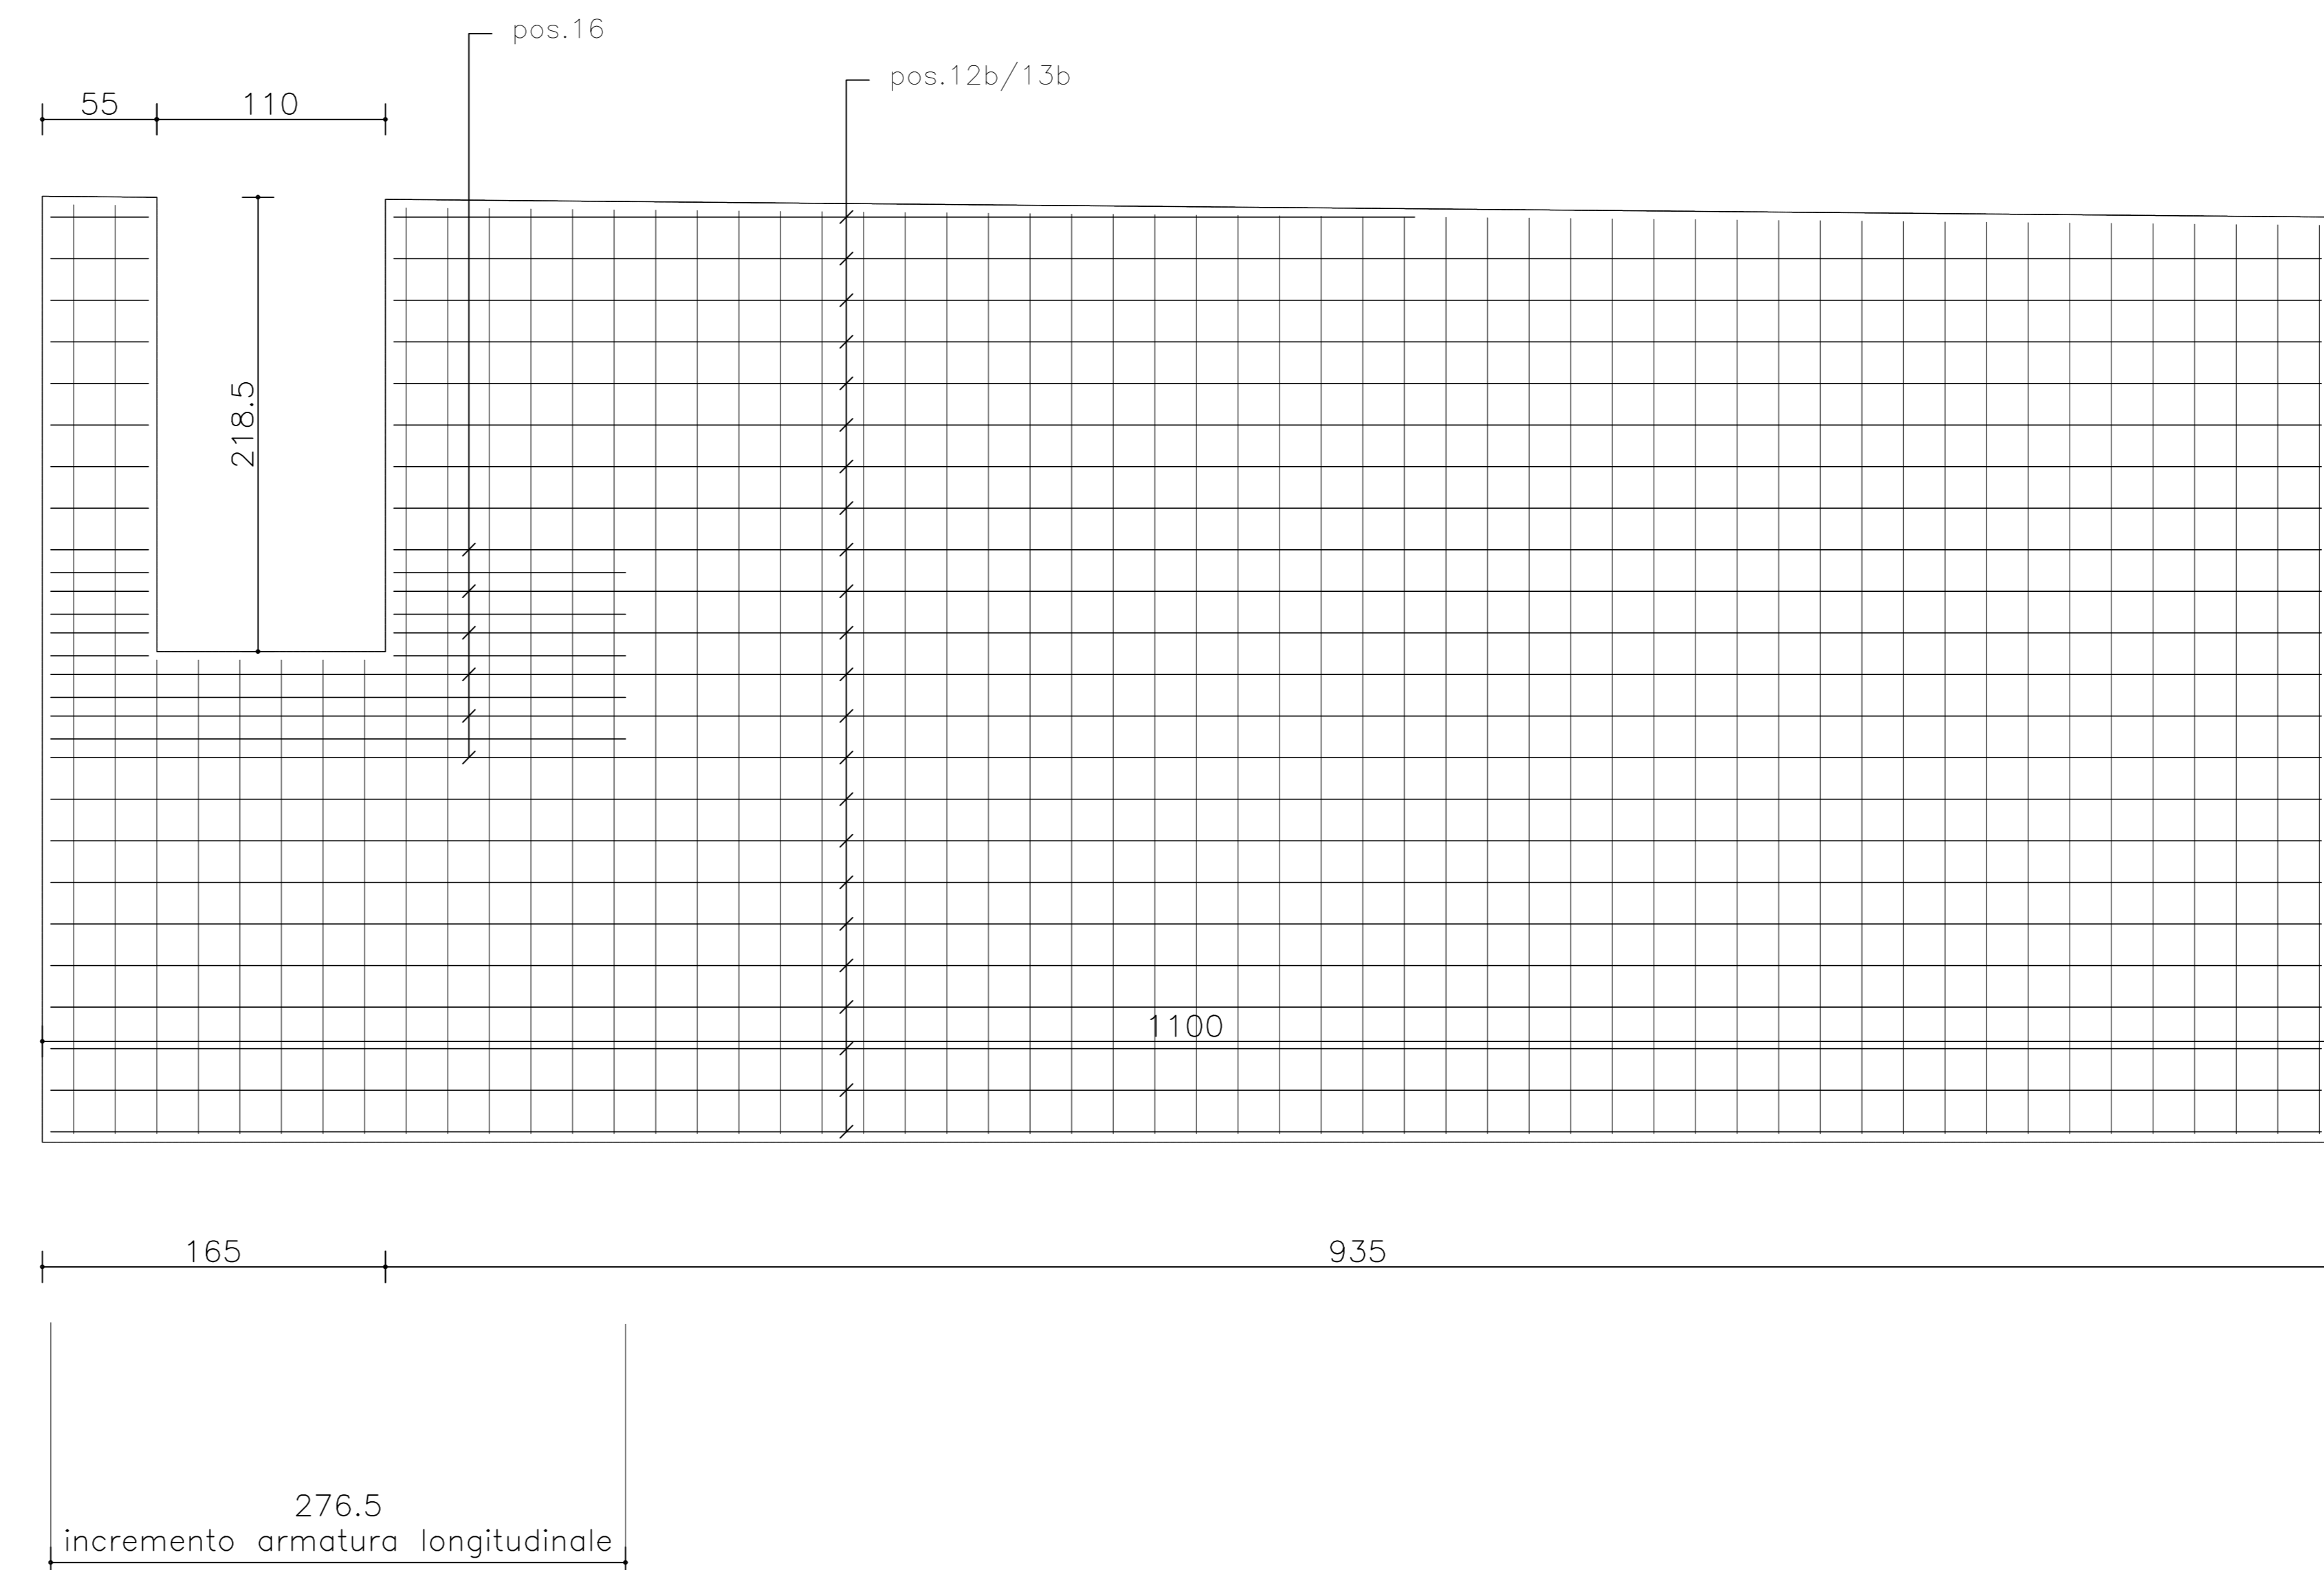 pos.16
pos.12b/13b
55
110
218.5
1100
165
935
276.5
incremento armatura longitudinale